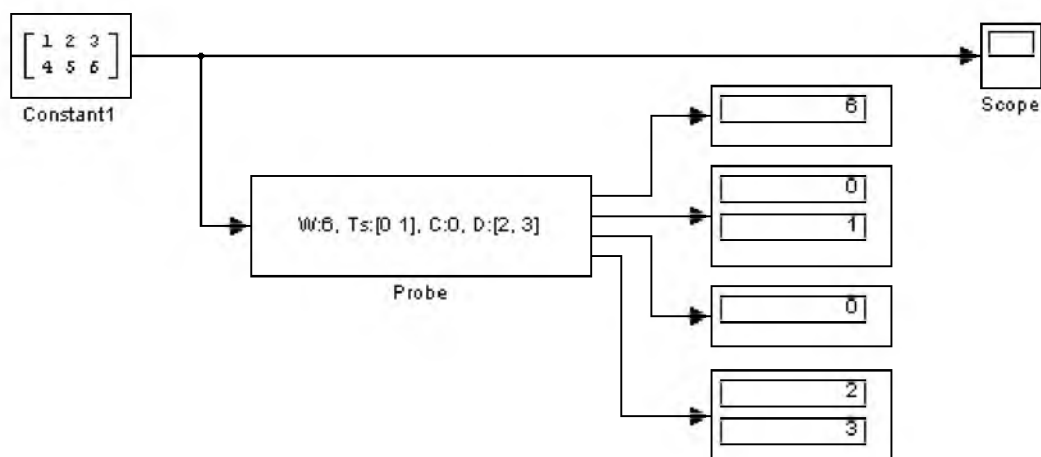 1 2 3
4 5 6
Constant1
Scope
6
0
1
W:6, Ts:[0 1], C:0, D:[2, 3]
Probe
0
2
3